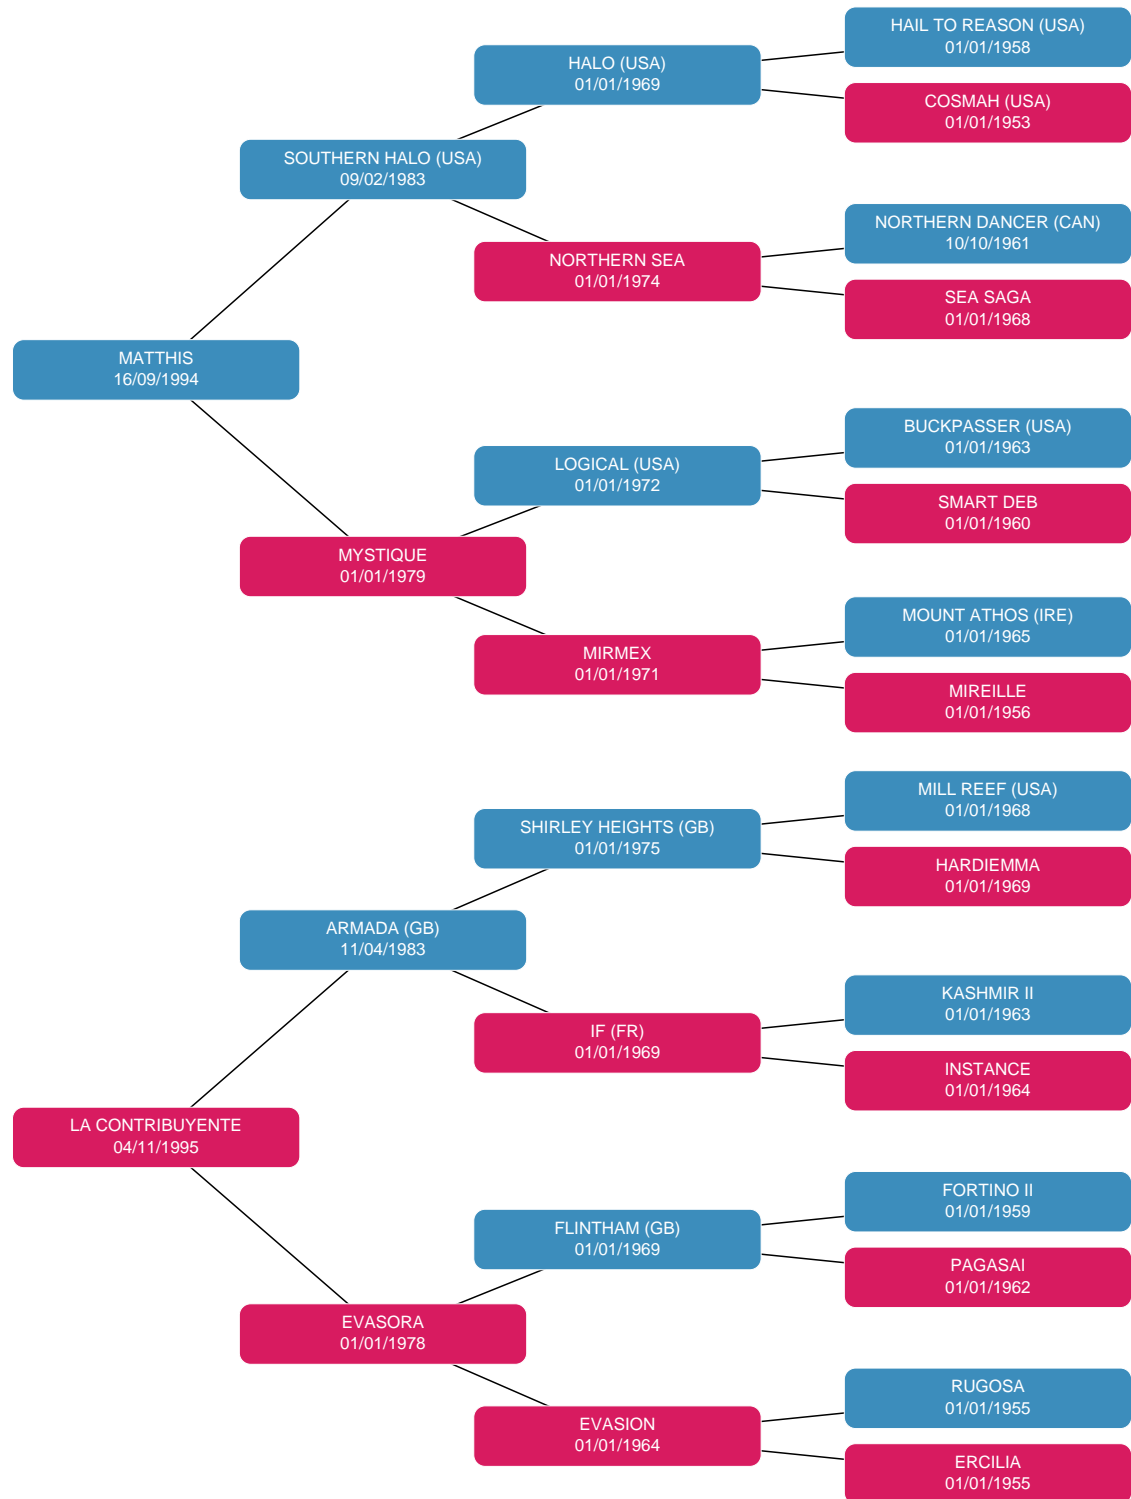 HAIL TO REASON (USA)
01/01/1958
HALO (USA)
01/01/1969
COSMAH (USA)
01/01/1953
SOUTHERN HALO (USA)
09/02/1983
NORTHERN DANCER (CAN)
10/10/1961
NORTHERN SEA
01/01/1974
SEA SAGA
01/01/1968
MATTHIS
16/09/1994
BUCKPASSER (USA)
01/01/1963
LOGICAL (USA)
01/01/1972
SMART DEB
01/01/1960
MYSTIQUE
01/01/1979
MOUNT ATHOS (IRE)
01/01/1965
MIRMEX
01/01/1971
MIREILLE
01/01/1956
MILL REEF (USA)
01/01/1968
SHIRLEY HEIGHTS (GB)
01/01/1975
HARDIEMMA
01/01/1969
ARMADA (GB)
11/04/1983
KASHMIR II
01/01/1963
IF (FR)
01/01/1969
INSTANCE
01/01/1964
LA CONTRIBUYENTE
04/11/1995
FORTINO II
01/01/1959
FLINTHAM (GB)
01/01/1969
PAGASAI
01/01/1962
EVASORA
01/01/1978
RUGOSA
01/01/1955
EVASION
01/01/1964
ERCILIA
01/01/1955